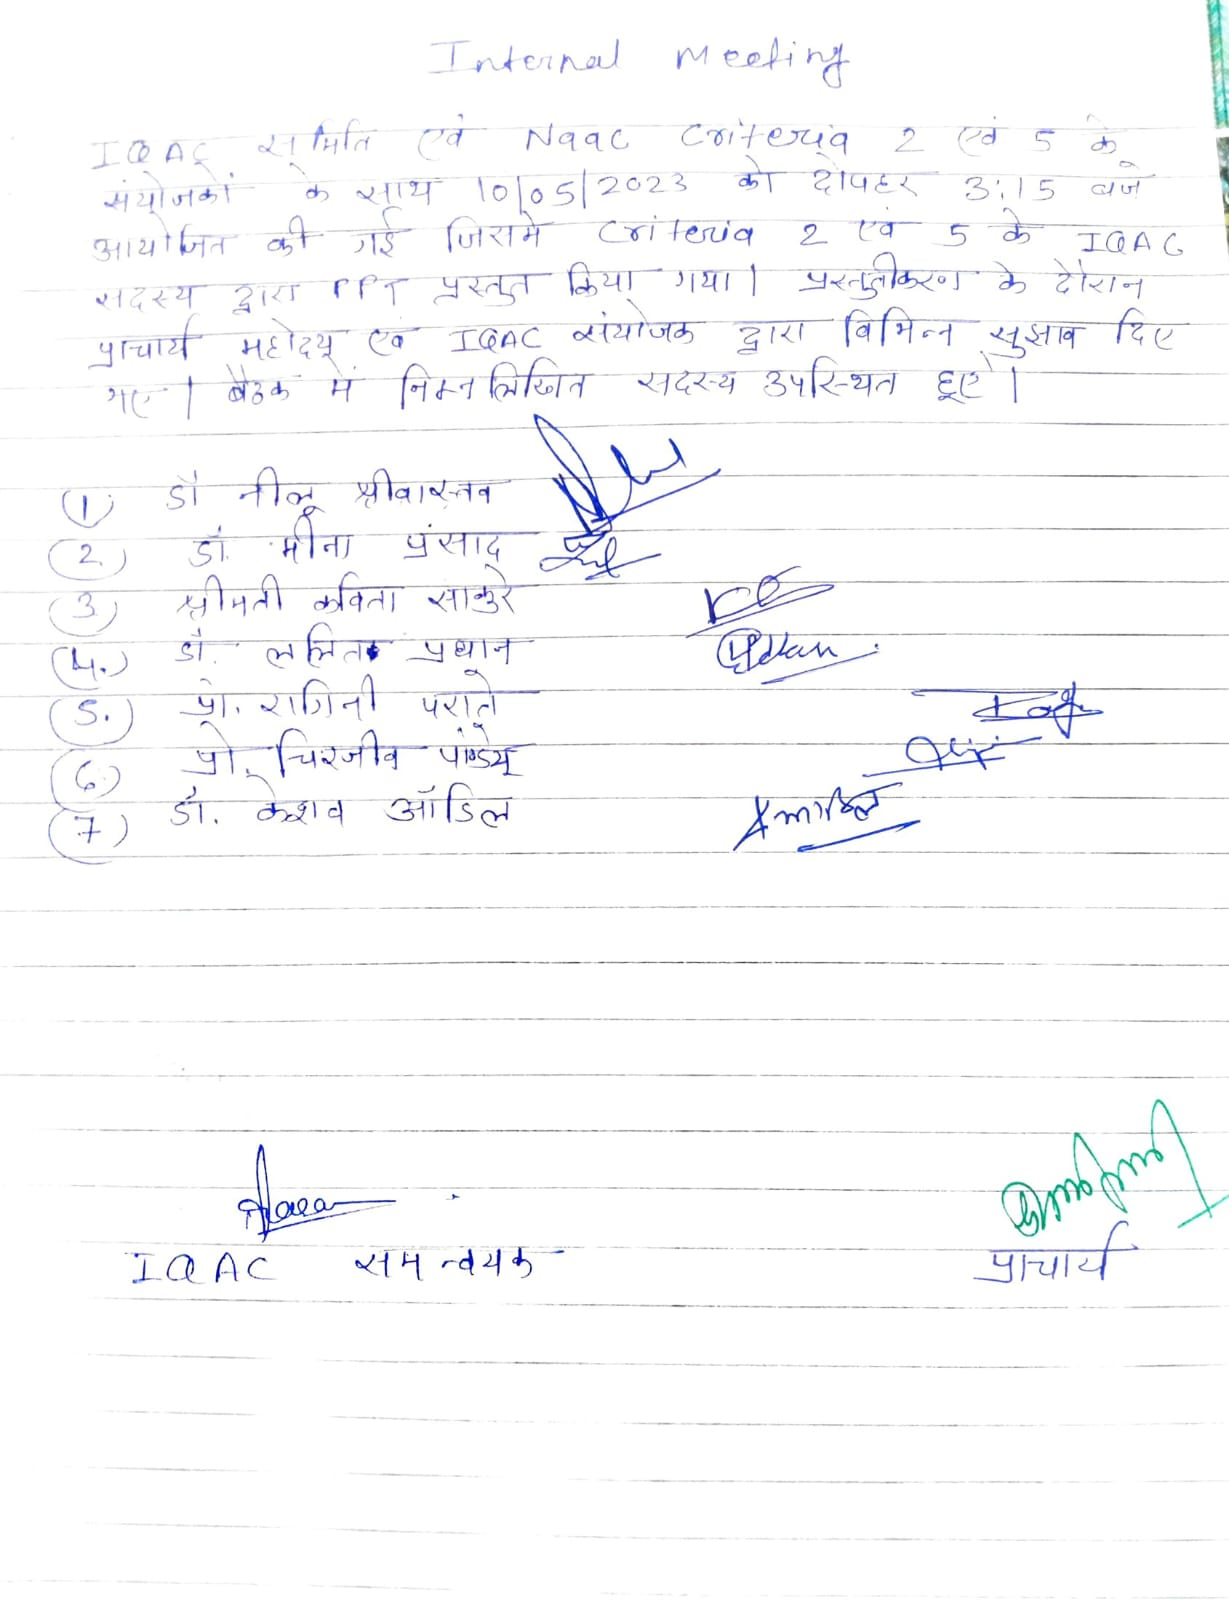 Internal Meeting
IQAC समिति एवं Naac Criteria 2 एवं 5 के
संयोजकों के साथ 10/05/2023 को दोपहर 3:15 बजे
आयोजित की गई जिसमे Criteria 2 एवं 5 के IQAC
सदस्य द्वारा PPT प्रस्तुत किया गया। प्रस्तुतीकरण के दौरान
प्राचार्य महोदय एवं IQAC संयोजक द्वारा विभिन्न सुझाव दिए
गए। बैठक में निम्नलिखित सदस्य उपस्थित हूए।
(1) डॉ नीलू श्रीवास्तव
(2.) डॉ. मीना प्रसाद
(3) श्रीमती कविता साकुरे
(4.) डॉ. ललित प्रधान
(5.) प्रो. रागिनी पराते
(6) प्रो. चिरंजीव पाण्डेय
(7) डॉ. केशव ऑडिल
IQAC समन्वयक
प्राचार्य